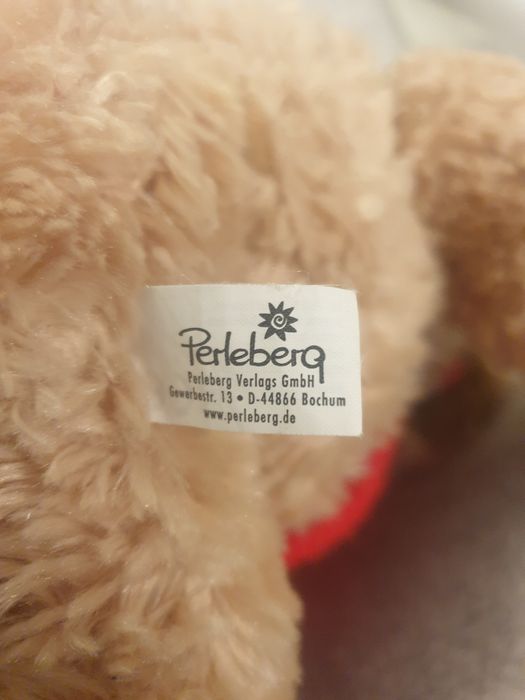 Perleberg
Perleberg Verlags GmbH
Gewerbestr. 13 • D-44866 Bochum
www.perleberg.de